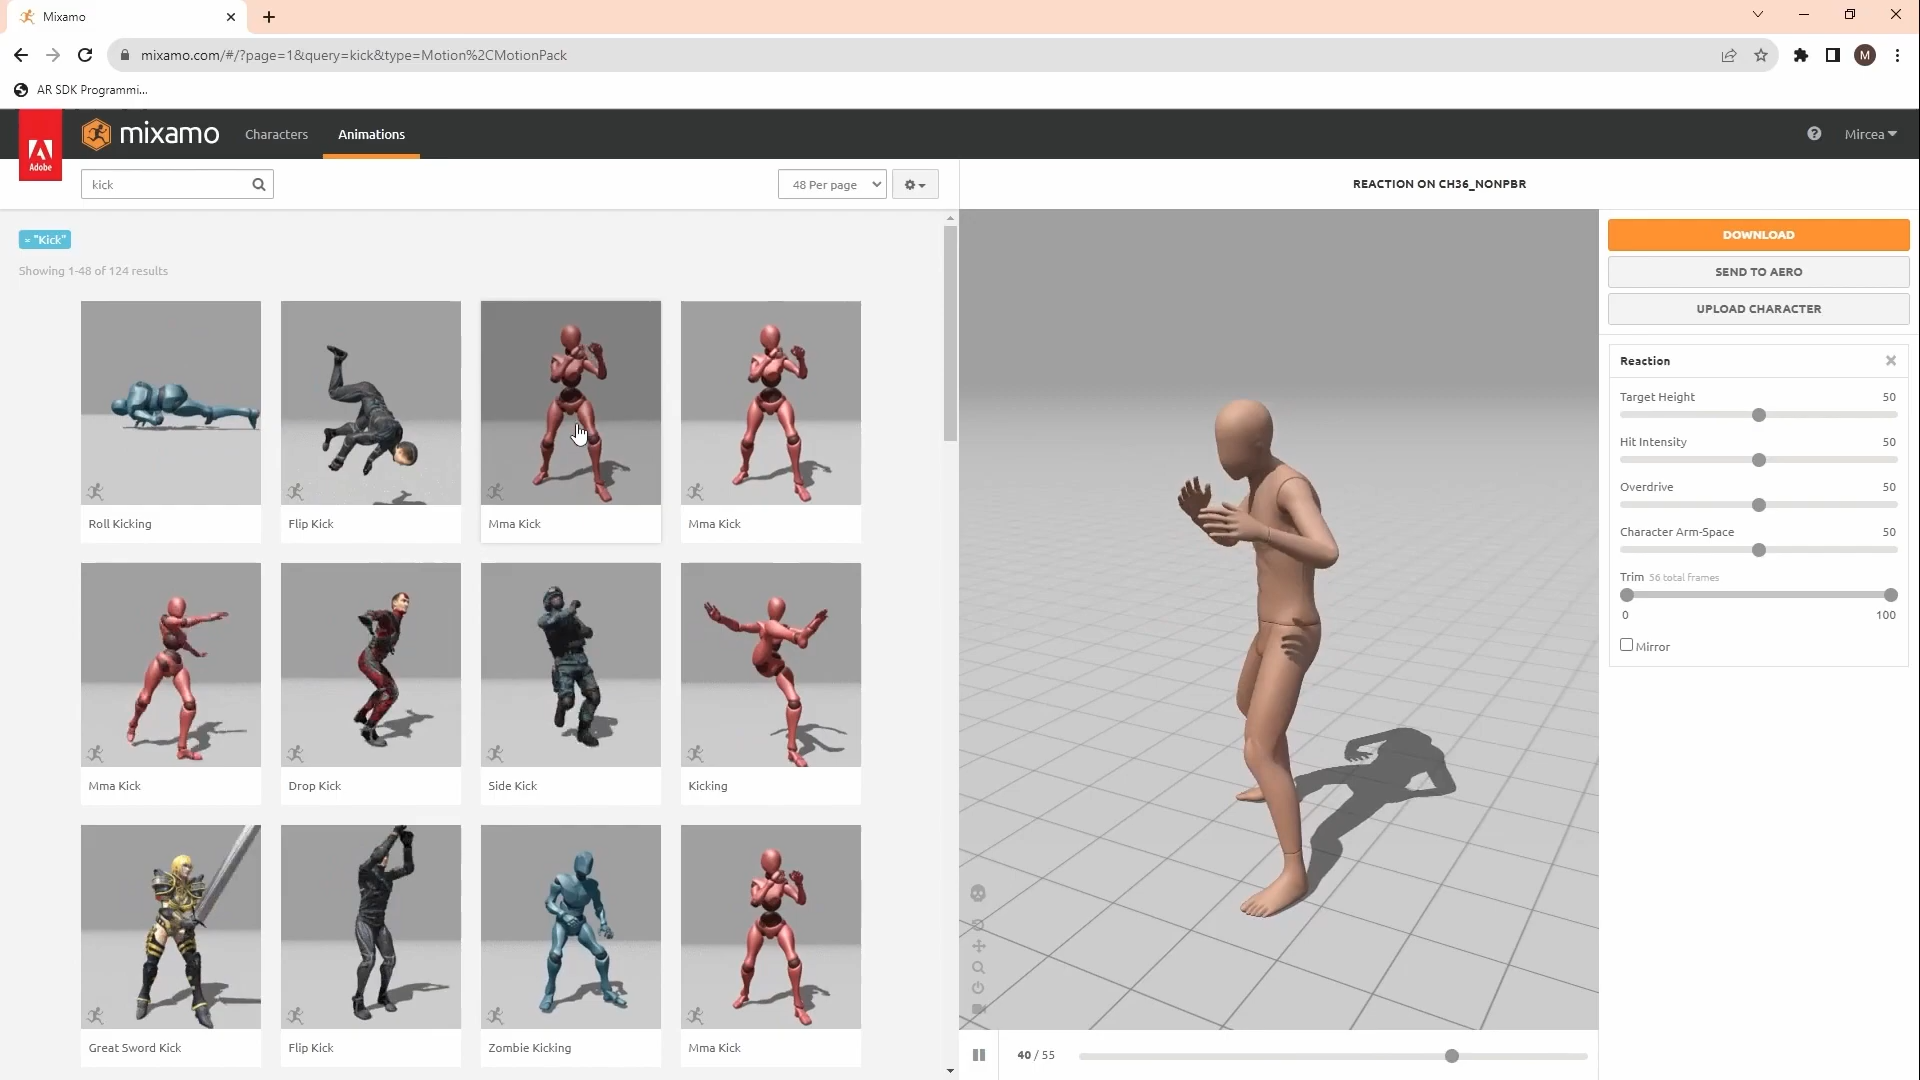 Mixamo
mixamo.com/#/?page=1&query=kick&type=Motion%2CMotionPack
M
AR SDK Programmi...
Adobe
mixamo
Characters
Animations
Mircea
kick
48 Per page
REACTION ON CH36_NONPBR
× "Kick"
Showing 1-48 of 124 results
Roll Kicking
Flip Kick
Mma Kick
Mma Kick
Mma Kick
Drop Kick
Side Kick
Kicking
Great Sword Kick
Flip Kick
Zombie Kicking
Mma Kick
DOWNLOAD
SEND TO AERO
UPLOAD CHARACTER
Reaction
Target Height 50
Hit Intensity 50
Overdrive 50
Character Arm-Space 50
Trim 56 total frames
0 100
Mirror
40 / 55